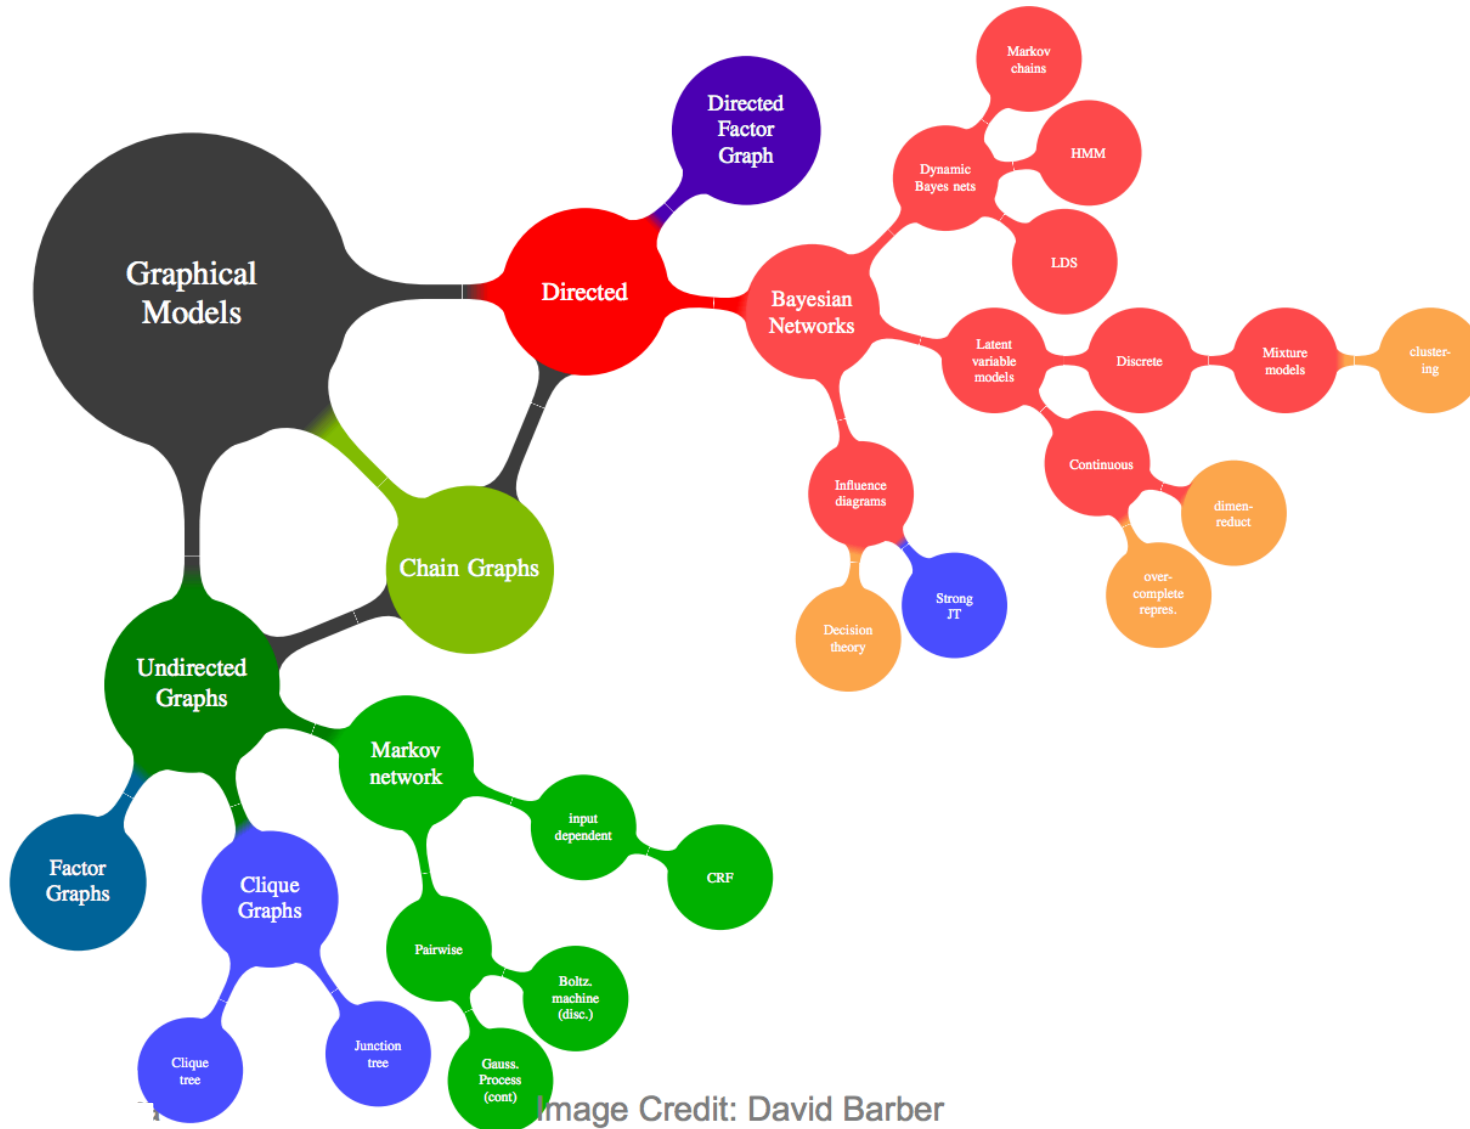 Markov
chains
Directed
Factor
Graph
HMM
Dynamic
Bayes nets
LDS
Graphical
Models
Directed
Bayesian
Networks
Latent
variable
models
Discrete
Mixture
models
cluster-
ing
Continuous
Influence
diagrams
dimen-
reduct
over-
complete
repres.
Strong
JT
Decision
theory
Chain Graphs
Undirected
Graphs
Markov
network
input
dependent
CRF
Factor
Graphs
Clique
Graphs
Pairwise
Boltz.
machine
(disc.)
Junction
tree
Clique
tree
Gauss.
Process
(cont)
Image Credit: David Barber